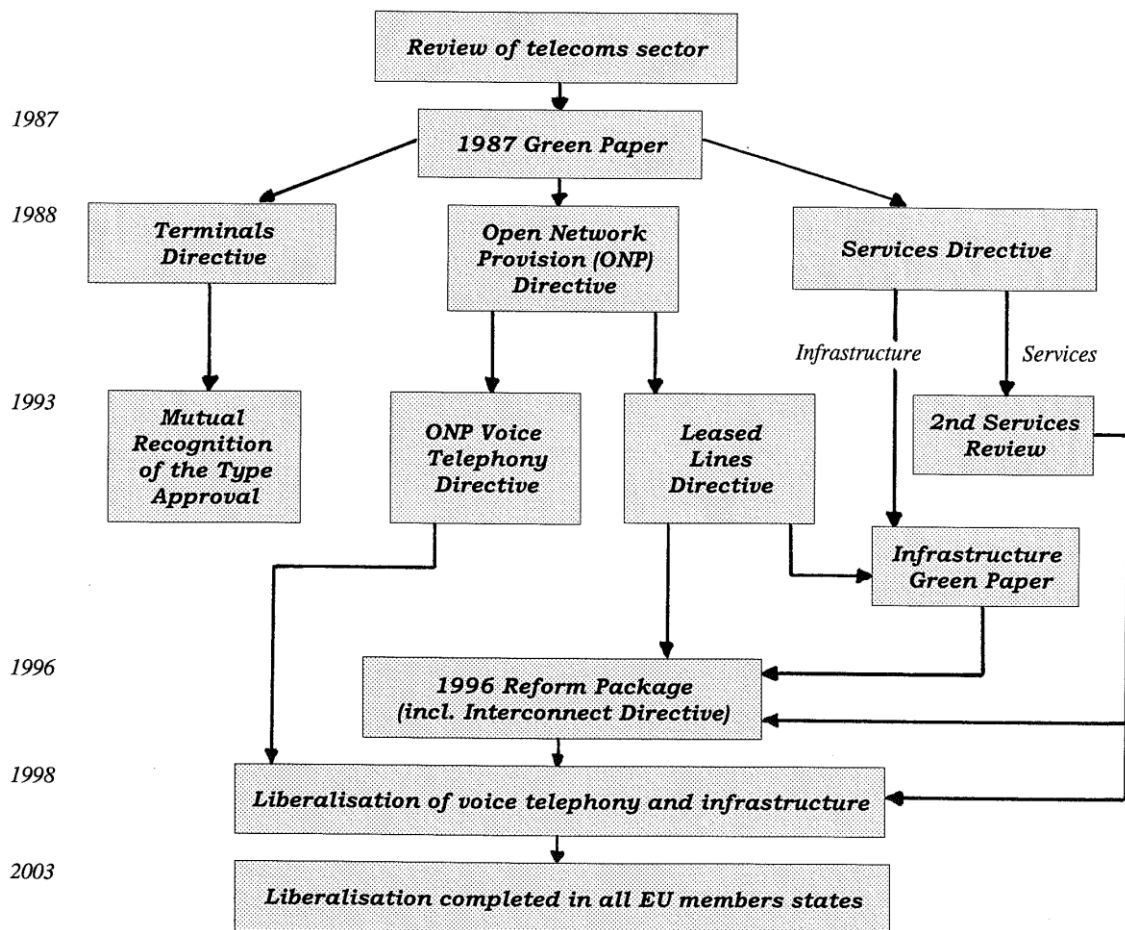 Review of telecoms sector
1987
1987 Green Paper
1988
Terminals
Directive
Open Network
Provision (ONP)
Directive
Services Directive
Infrastructure
Services
1993
Mutual
Recognition
of the Type
Approval
ONP Voice
Telephony
Directive
Leased
Lines
Directive
2nd Services
Review
Infrastructure
Green Paper
1996
1996 Reform Package
(incl. Interconnect Directive)
1998
Liberalisation of voice telephony and infrastructure
2003
Liberalisation completed in all EU members states